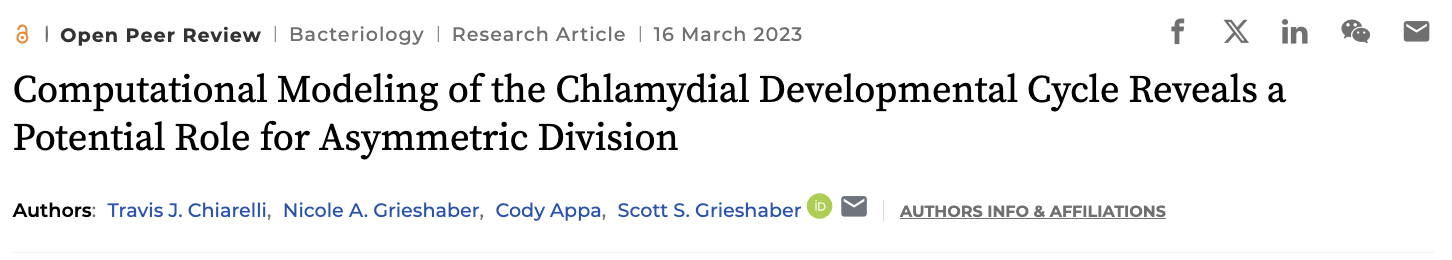 Open Peer Review | Bacteriology | Research Article | 16 March 2023
Computational Modeling of the Chlamydial Developmental Cycle Reveals a
Potential Role for Asymmetric Division
Authors: Travis J. Chiarelli, Nicole A. Grieshaber, Cody Appa, Scott S. Grieshaber iD | AUTHORS INFO & AFFILIATIONS